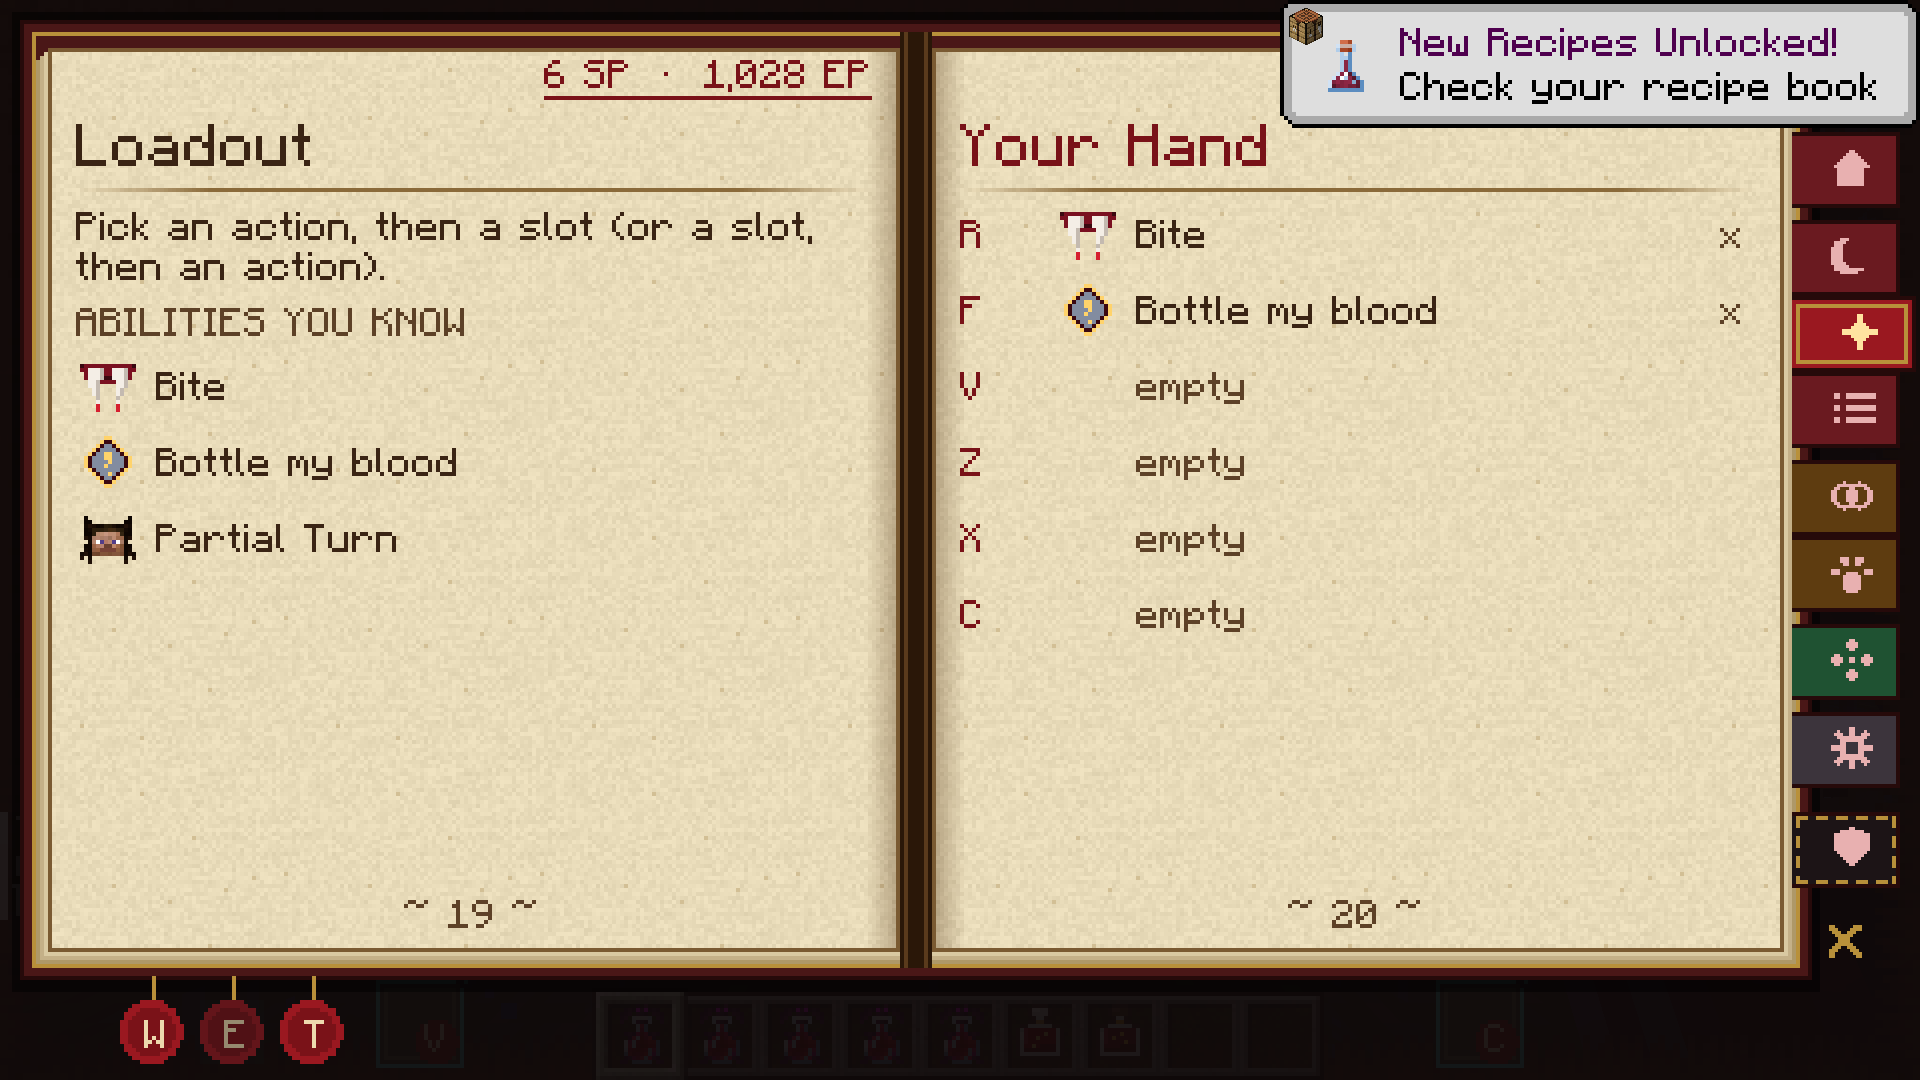 New Recipes Unlocked!
Check your recipe book
6 SP · 1,028 EP
Loadout
Pick an action, then a slot (or a slot,
then an action).
ABILITIES YOU KNOW
Bite
Bottle my blood
Partial Turn
~ 19 ~
Your Hand
R Bite x
F Bottle my blood x
V empty
Z empty
X empty
C empty
~ 20 ~
W E T
V
C